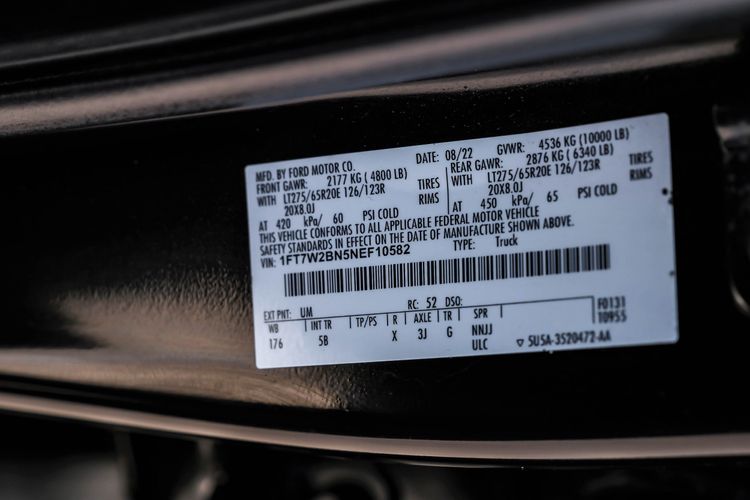 MFD. BY FORD MOTOR CO. DATE: 08/22 GVWR: 4536 KG (10000 LB)
FRONT GAWR: 2177 KG ( 4800 LB) REAR GAWR: 2876 KG ( 6340 LB)
WITH LT275/65R20E 126/123R TIRES WITH LT275/65R20E 126/123R TIRES
20X8.0J RIMS 20X8.0J RIMS
AT 420 kPa/ 60 PSI COLD AT 450 kPa/ 65 PSI COLD
THIS VEHICLE CONFORMS TO ALL APPLICABLE FEDERAL MOTOR VEHICLE
SAFETY STANDARDS IN EFFECT ON THE DATE OF MANUFACTURE SHOWN ABOVE.
VIN: 1FT7W2BN5NEF10582 TYPE: Truck
EXT PNT: UM RC: 52 DSO: F0131
WB INT TR TP/PS R AXLE TR SPR 10955
176 5B X 3J G NNJJ
ULC ▽ 5U5A-3520472-AA